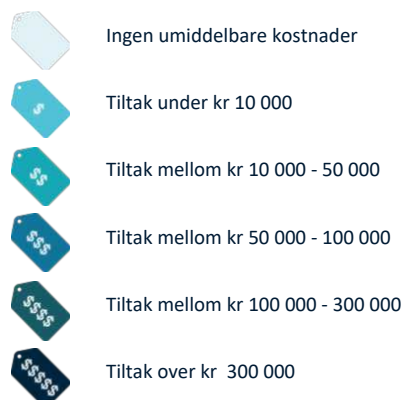 Ingen umiddelbare kostnader
$
Tiltak under kr 10 000
$$
Tiltak mellom kr 10 000 - 50 000
$$$
Tiltak mellom kr 50 000 - 100 000
$$$$
Tiltak mellom kr 100 000 - 300 000
$$$$$
Tiltak over kr  300 000